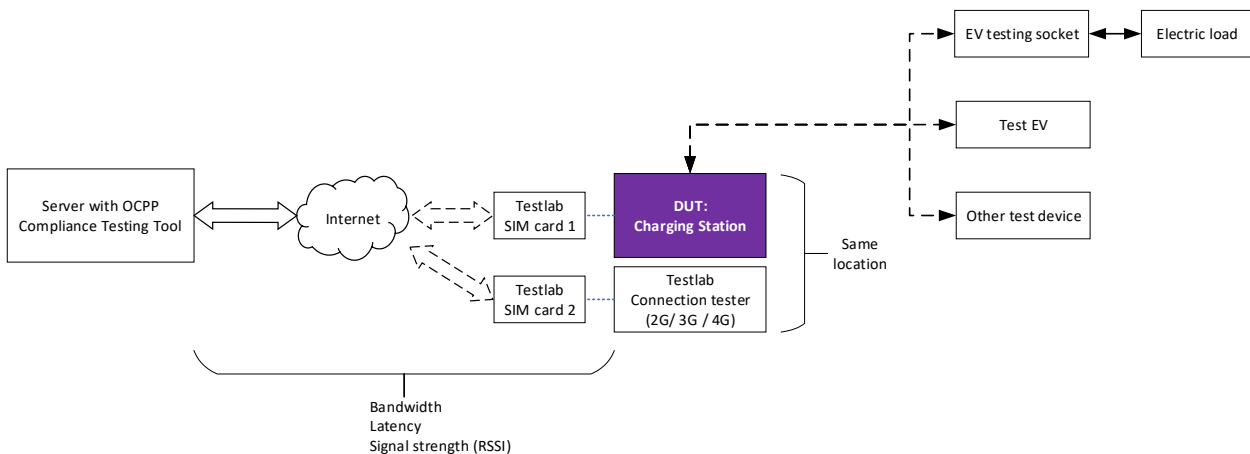 EV testing socket
Electric load
Test EV
Other test device
Server with OCPP
Compliance Testing Tool
Internet
Testlab
SIM card 1
DUT:
Charging Station
Same
location
Testlab
SIM card 2
Testlab
Connection tester
(2G/ 3G / 4G)
Bandwidth
Latency
Signal strength (RSSI)